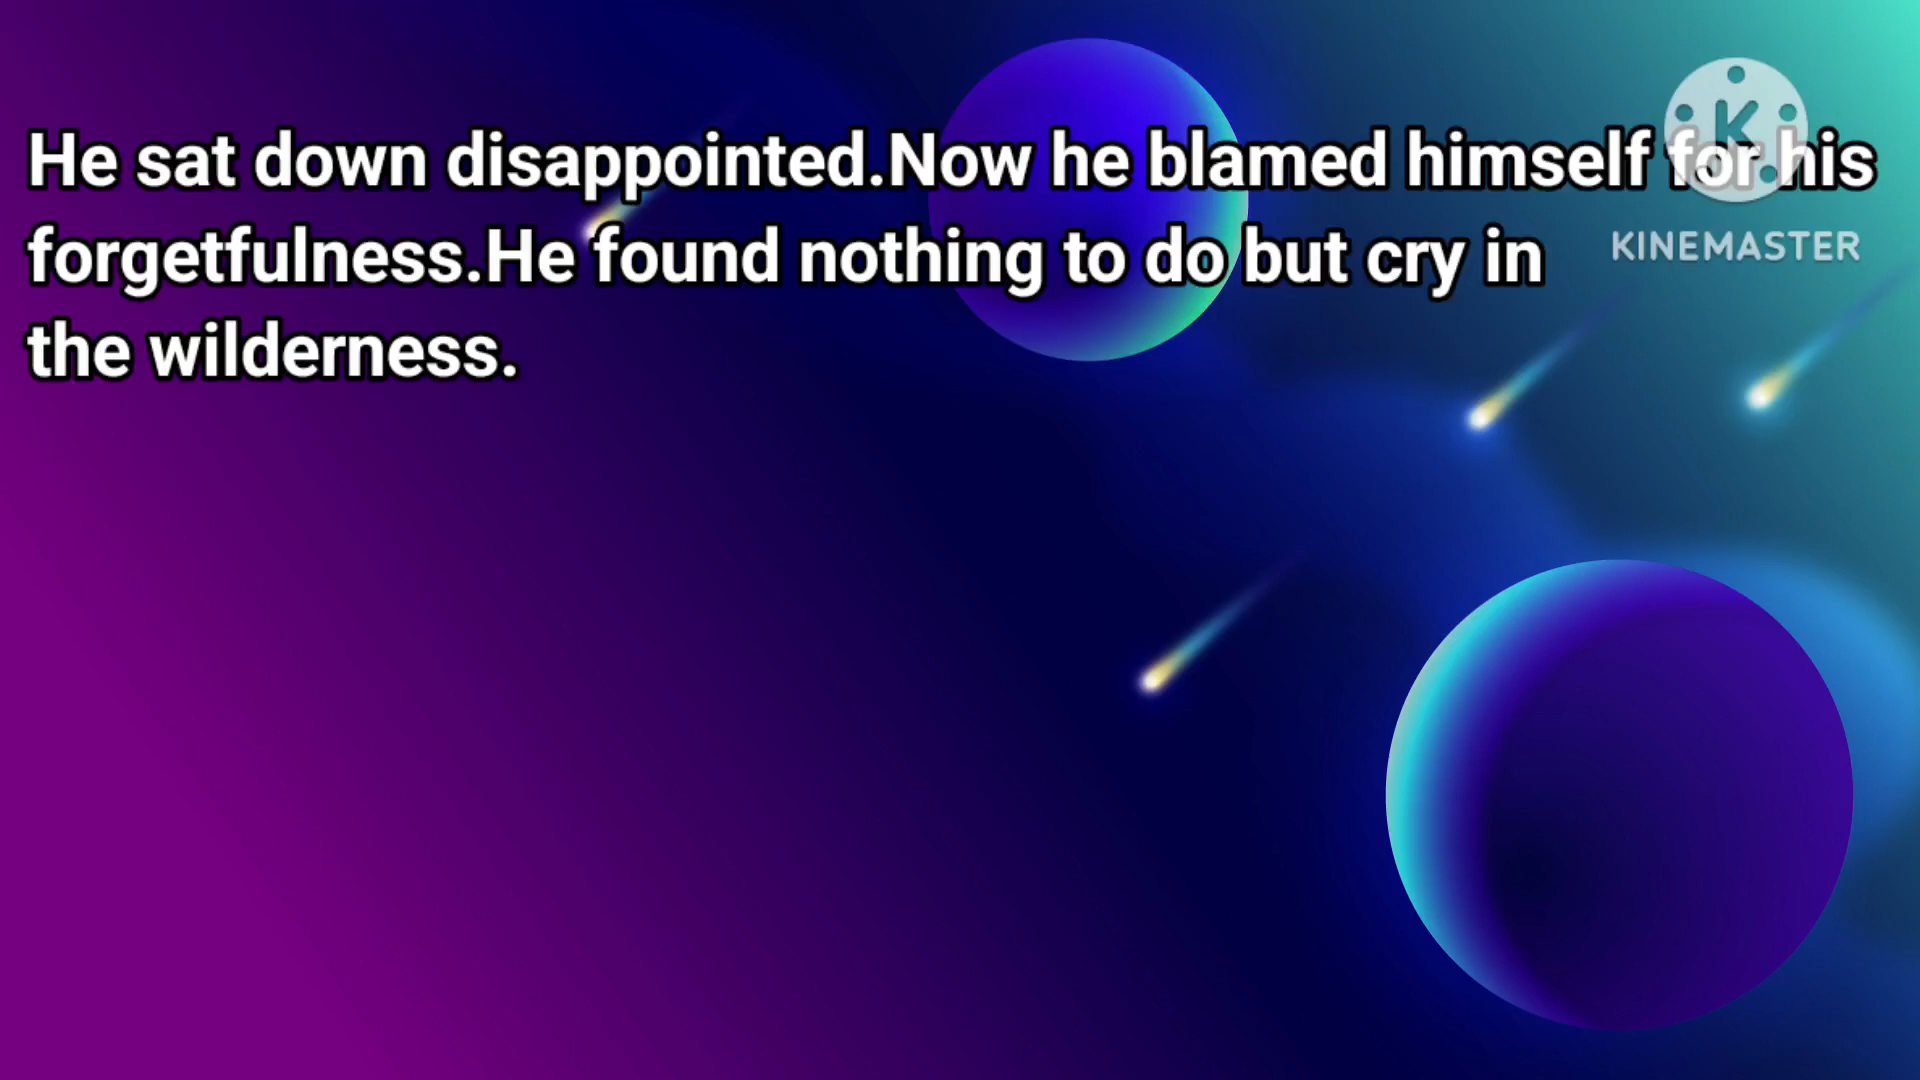 He sat down disappointed.Now he blamed himself for his
forgetfulness.He found nothing to do but cry in
the wilderness.
KINEMASTER